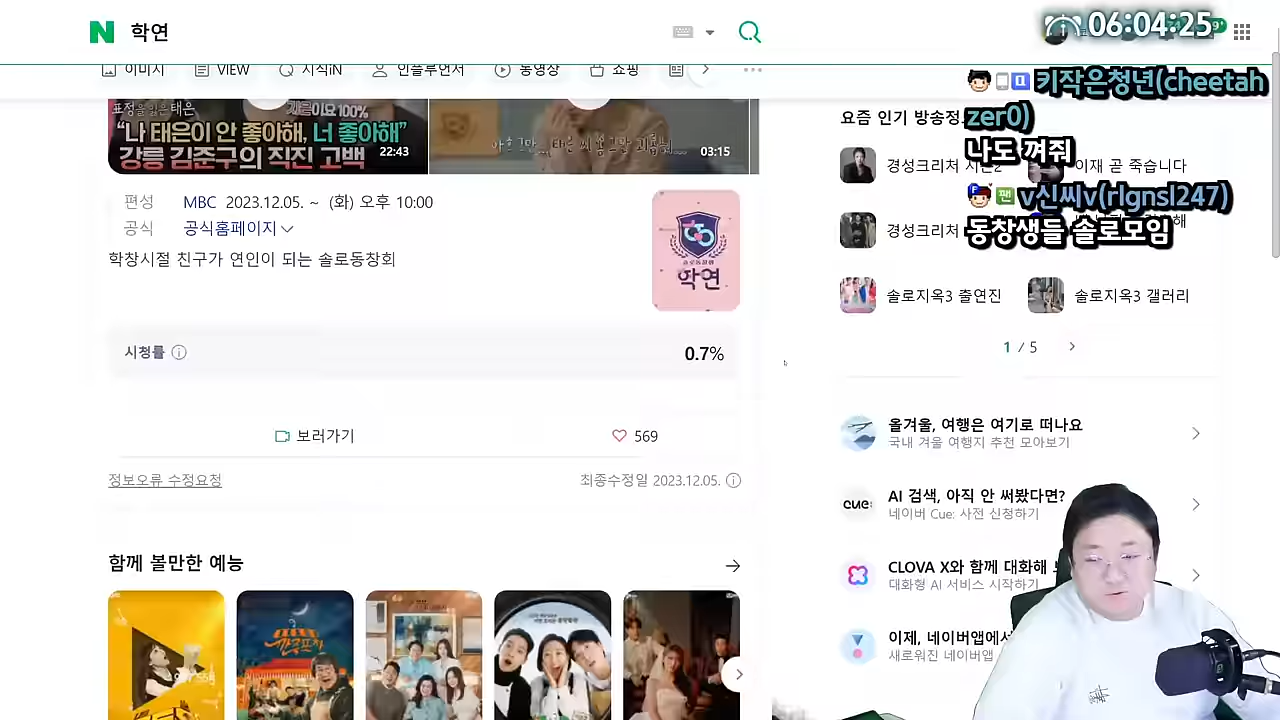 N 학연
06:04:25
이미지 VIEW 지식iN 인플루언서 동영상 쇼핑
키작은청년(cheetah
zer0)
나도 껴줘
v신씨v(rlgnsl247)
동창생들 솔로모임
표정을 읽은 태은
100%
“나 태은이 안 좋아해, 너 좋아해”
강릉 김준구의 직진 고백
22:43
03:15
편성 MBC 2023.12.05. ~ (화) 오후 10:00
공식 공식홈페이지
학창시절 친구가 연인이 되는 솔로동창회
솔로동창회
학연
시청률 0.7%
보러가기 569
정보오류 수정요청 최종수정일 2023.12.05.
함께 볼만한 예능
요즘 인기 방송정
경성크리처 시즌2
이재 곧 죽습니다
경성크리처
솔로지옥3 출연진 솔로지옥3 갤러리
1 / 5
올겨울, 여행은 여기로 떠나요
국내 겨울 여행지 추천 모아보기
cue:
AI 검색, 아직 안 써봤다면?
네이버 Cue: 사전 신청하기
CLOVA X와 함께 대화해
대화형 AI 서비스 시작하기
이제, 네이버앱에서
새로워진 네이버앱